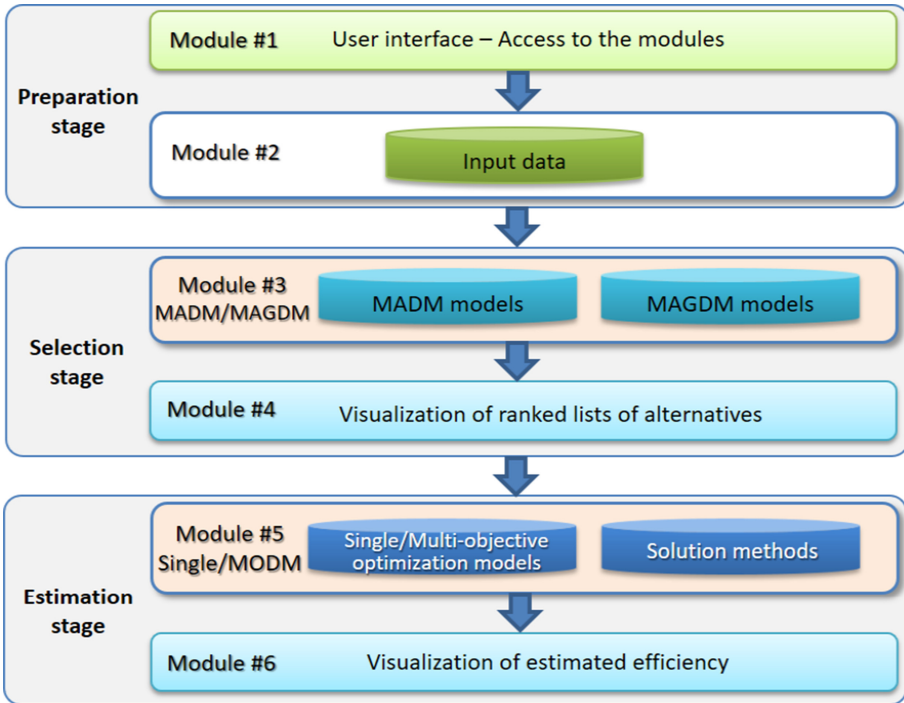 Preparation
stage
Module #1 User interface – Access to the modules
Module #2
Input data
Selection
stage
Module #3
MADM/MAGDM
MADM models
MAGDM models
Module #4 Visualization of ranked lists of alternatives
Estimation
stage
Module #5
Single/MODM
Single/Multi-objective
optimization models
Solution methods
Module #6 Visualization of estimated efficiency